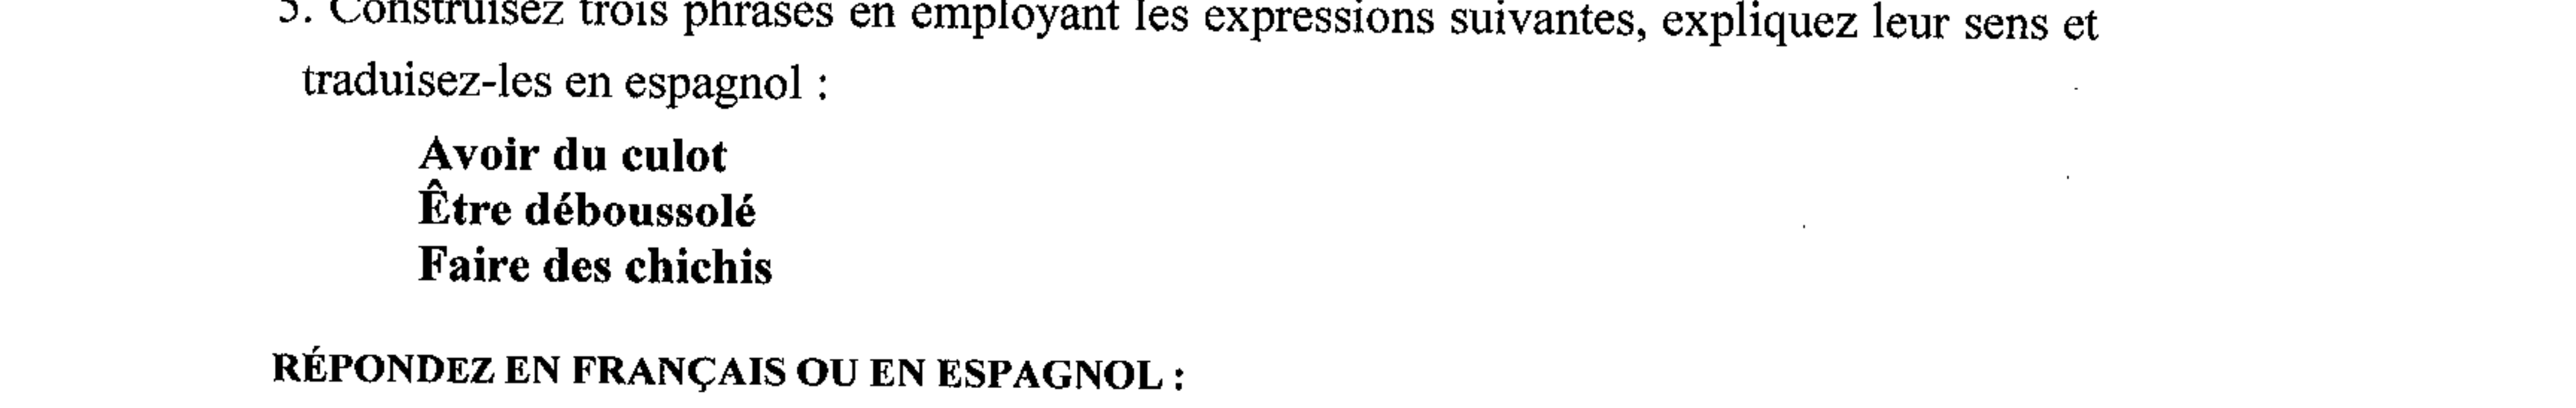 5. Construisez trois phrases en employant les expressions suivantes, expliquez leur sens et
traduisez-les en espagnol :
Avoir du culot
Être déboussolé
Faire des chichis
RÉPONDEZ EN FRANÇAIS OU EN ESPAGNOL :